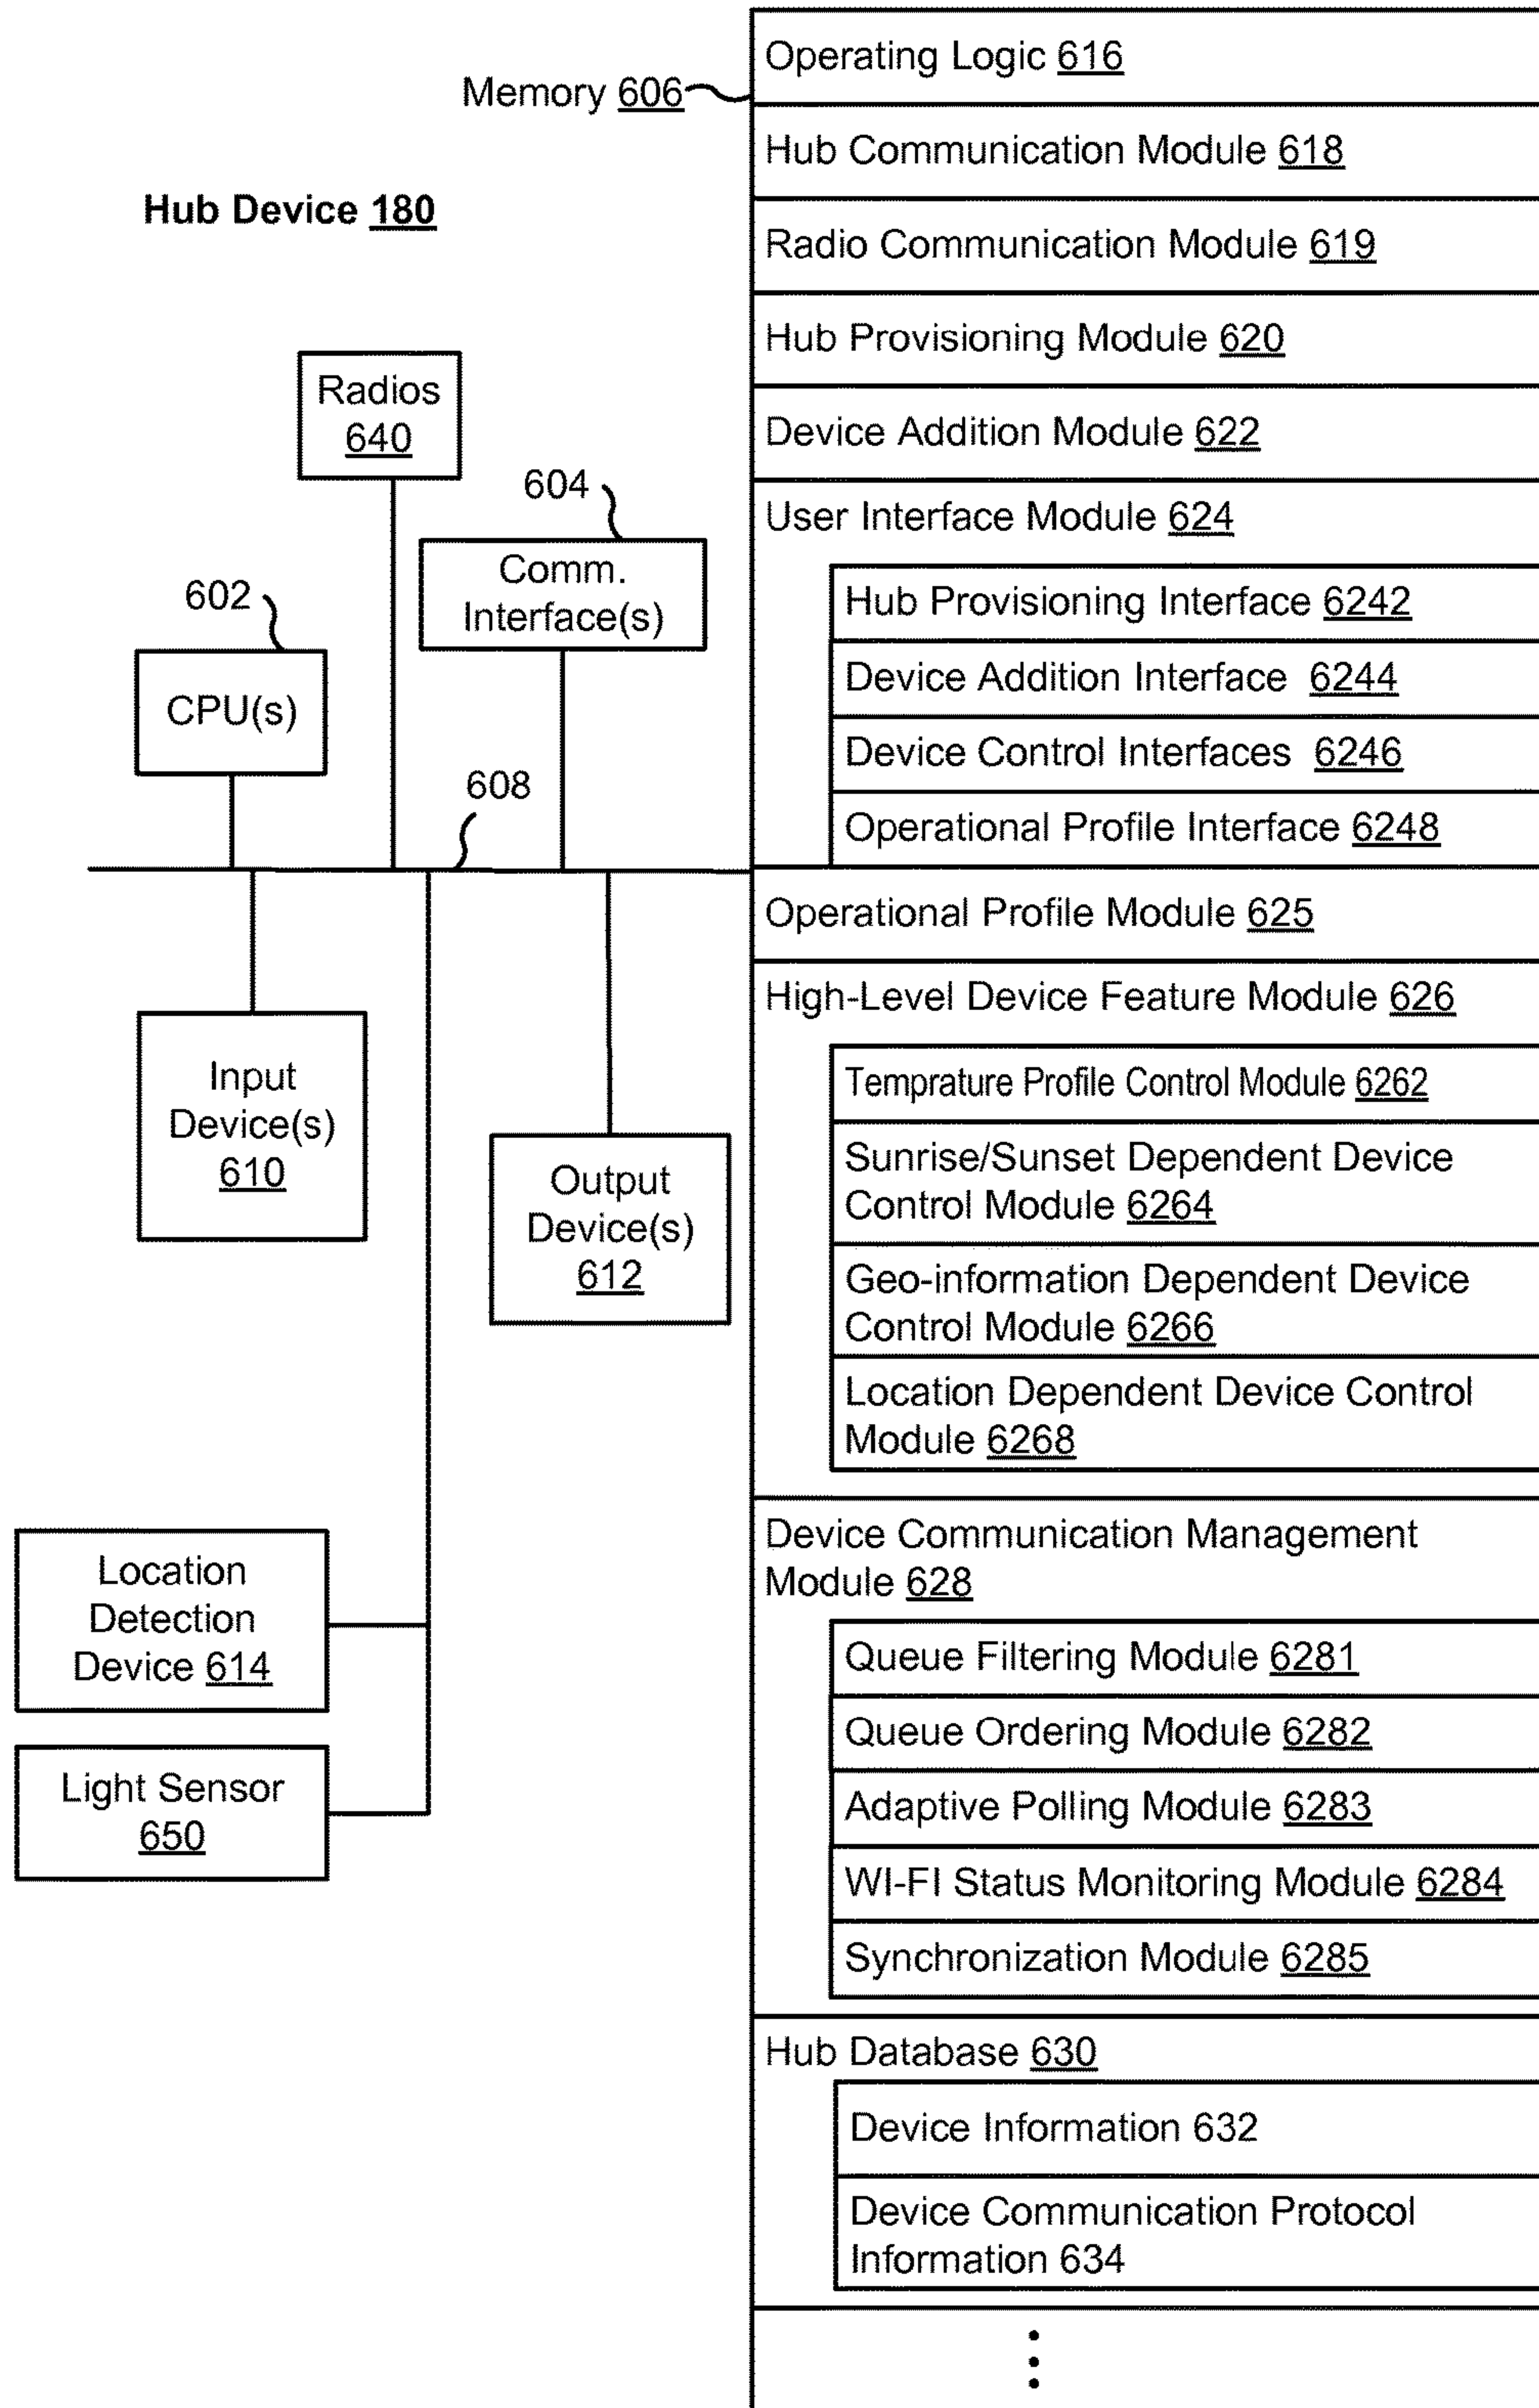 Memory 606
Hub Device 180
Radios
640
604
Comm.
Interface(s)
602
CPU(s)
608
Input
Device(s)
610
Output
Device(s)
612
Location
Detection
Device 614
Light Sensor
650
Operating Logic 616
Hub Communication Module 618
Radio Communication Module 619
Hub Provisioning Module 620
Device Addition Module 622
User Interface Module 624
Hub Provisioning Interface 6242
Device Addition Interface 6244
Device Control Interfaces 6246
Operational Profile Interface 6248
Operational Profile Module 625
High-Level Device Feature Module 626
Temprature Profile Control Module 6262
Sunrise/Sunset Dependent Device
Control Module 6264
Geo-information Dependent Device
Control Module 6266
Location Dependent Device Control
Module 6268
Device Communication Management
Module 628
Queue Filtering Module 6281
Queue Ordering Module 6282
Adaptive Polling Module 6283
WI-FI Status Monitoring Module 6284
Synchronization Module 6285
Hub Database 630
Device Information 632
Device Communication Protocol
Information 634